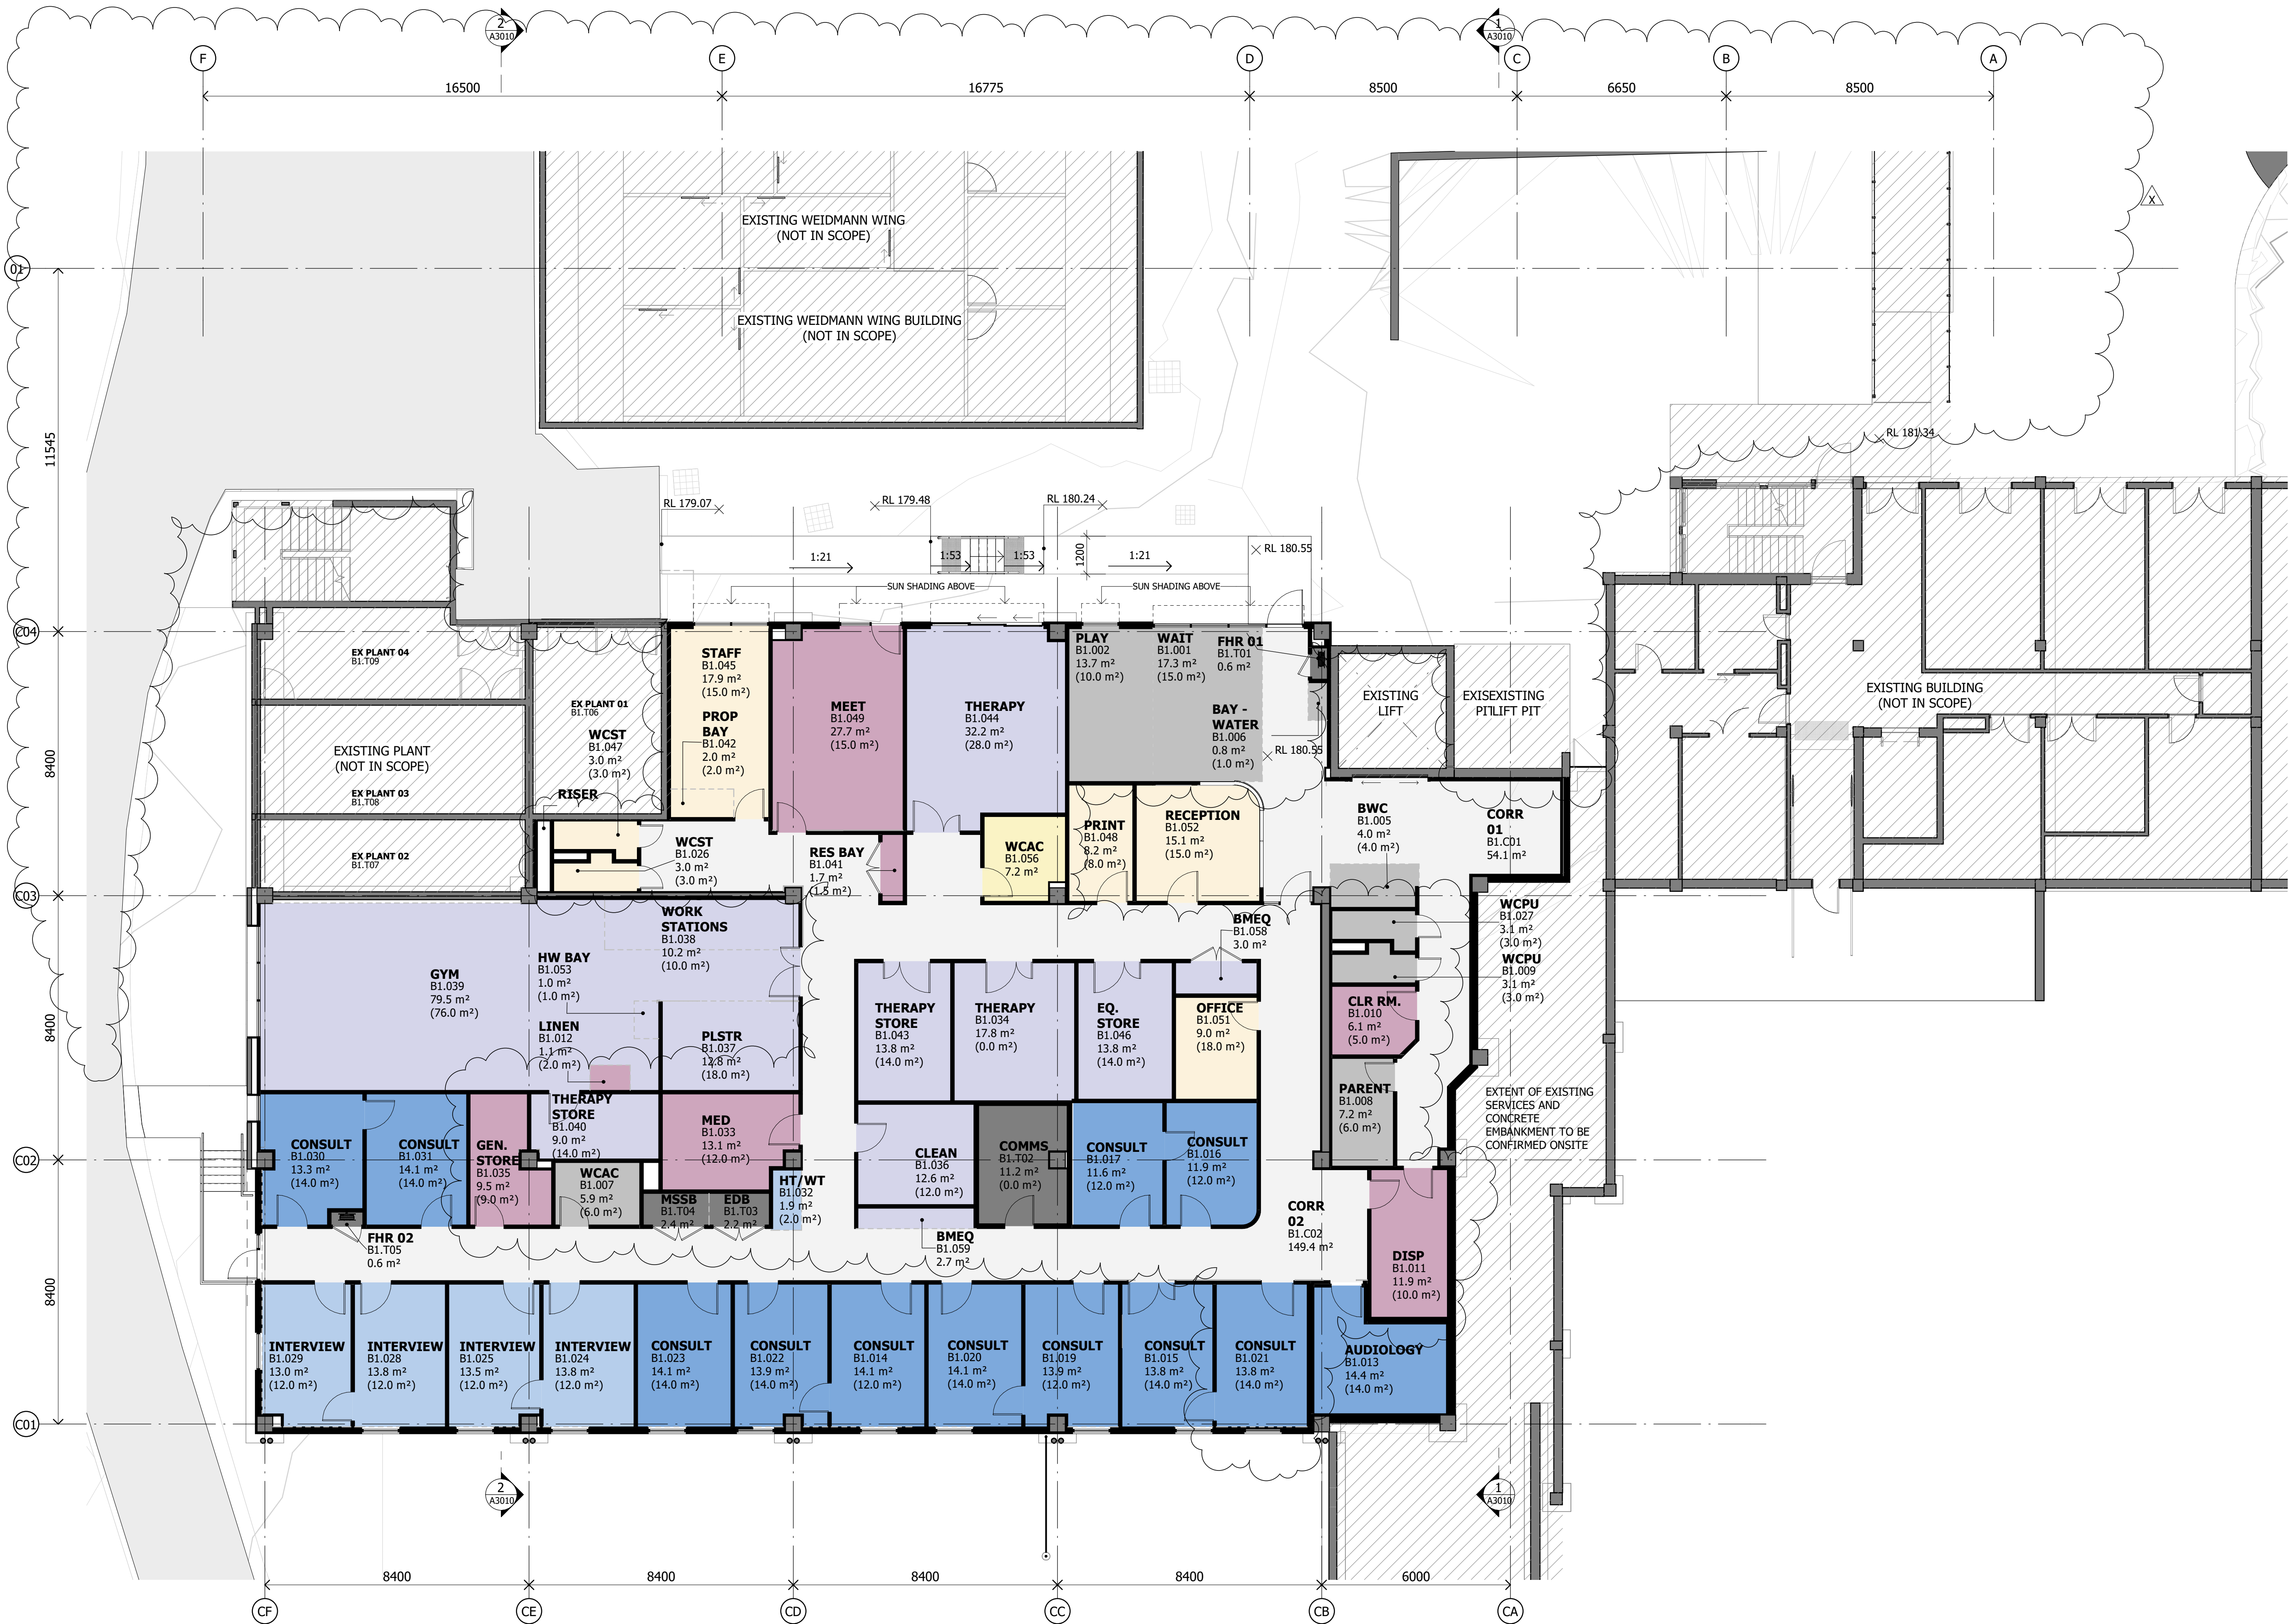 2
A3010
1
A3010
F
E
D
C
B
A
16500
16775
8500
6650
8500
EXISTING WEIDMANN WING
(NOT IN SCOPE)
X
01
EXISTING WEIDMANN WING BUILDING
(NOT IN SCOPE)
11545
RL 181.34
RL 179.07
RL 179.48
RL 180.24
1:21
1:53
1:53
1200
1:21
RL 180.55
SUN SHADING ABOVE
SUN SHADING ABOVE
C04
EX PLANT 04
B1.T09
STAFF
B1.045
17.9 m²
(15.0 m²)
PROP
BAY
B1.042
2.0 m²
(2.0 m²)
MEET
B1.049
27.7 m²
(15.0 m²)
THERAPY
B1.044
32.2 m²
(28.0 m²)
PLAY
B1.002
13.7 m²
(10.0 m²)
WAIT
B1.001
17.3 m²
(15.0 m²)
FHR 01
B1.T01
0.6 m²
BAY -
WATER
B1.006
0.8 m²
(1.0 m²)
RL 180.55
EXISTING
LIFT
EXISTING
LIFT PIT
EXISTING BUILDING
(NOT IN SCOPE)
EX PLANT 01
B1.T06
WCST
B1.047
3.0 m²
(3.0 m²)
EXISTING PLANT
(NOT IN SCOPE)
EX PLANT 03
B1.T08
8400
RISER
EX PLANT 02
B1.T07
WCST
B1.026
3.0 m²
(3.0 m²)
RES BAY
B1.041
1.7 m²
(1.5 m²)
WCAC
B1.056
7.2 m²
PRINT
B1.048
8.2 m²
(8.0 m²)
RECEPTION
B1.052
15.1 m²
(15.0 m²)
BWC
B1.005
4.0 m²
(4.0 m²)
CORR
01
B1.C01
54.1 m²
C03
WORK
STATIONS
B1.038
10.2 m²
(10.0 m²)
HW BAY
B1.053
1.0 m²
(1.0 m²)
GYM
B1.039
79.5 m²
(76.0 m²)
LINEN
B1.012
1.1 m²
(2.0 m²)
PLSTR
B1.037
12.8 m²
(18.0 m²)
BMEQ
B1.058
3.0 m²
WCPU
B1.027
3.1 m²
(3.0 m²)
WCPU
B1.009
3.1 m²
(3.0 m²)
THERAPY
STORE
B1.043
13.8 m²
(14.0 m²)
THERAPY
B1.034
17.8 m²
(0.0 m²)
EQ.
STORE
B1.046
13.8 m²
(14.0 m²)
OFFICE
B1.051
9.0 m²
(18.0 m²)
CLR RM.
B1.010
6.1 m²
(5.0 m²)
8400
PARENT
B1.008
7.2 m²
(6.0 m²)
EXTENT OF EXISTING
SERVICES AND
CONCRETE
EMBANKMENT TO BE
CONFIRMED ONSITE
C02
CONSULT
B1.030
13.3 m²
(14.0 m²)
CONSULT
B1.031
14.1 m²
(14.0 m²)
GEN.
STORE
B1.035
9.5 m²
(9.0 m²)
THERAPY
STORE
B1.040
9.0 m²
(14.0 m²)
WCAC
B1.007
5.9 m²
(6.0 m²)
MED
B1.033
13.1 m²
(12.0 m²)
MSSB
B1.T04
2.4 m²
EDB
B1.T03
2.2 m²
HT/WT
B1.032
1.9 m²
(2.0 m²)
CLEAN
B1.036
12.6 m²
(12.0 m²)
COMMS
B1.T02
11.2 m²
(0.0 m²)
CONSULT
B1.017
11.6 m²
(12.0 m²)
CONSULT
B1.016
11.9 m²
(12.0 m²)
FHR 02
B1.T05
0.6 m²
BMEQ
B1.059
2.7 m²
CORR
02
B1.C02
149.4 m²
DISP
B1.011
11.9 m²
(10.0 m²)
8400
INTERVIEW
B1.029
13.0 m²
(12.0 m²)
INTERVIEW
B1.028
13.8 m²
(12.0 m²)
INTERVIEW
B1.025
13.5 m²
(12.0 m²)
INTERVIEW
B1.024
13.8 m²
(12.0 m²)
CONSULT
B1.023
14.1 m²
(14.0 m²)
CONSULT
B1.022
13.9 m²
(14.0 m²)
CONSULT
B1.014
14.1 m²
(12.0 m²)
CONSULT
B1.020
14.1 m²
(14.0 m²)
CONSULT
B1.019
13.9 m²
(12.0 m²)
CONSULT
B1.015
13.8 m²
(14.0 m²)
CONSULT
B1.021
13.8 m²
(14.0 m²)
AUDIOLOGY
B1.013
14.4 m²
(14.0 m²)
C01
2
A3010
1
A3010
8400
8400
8400
8400
6000
CF
CE
CD
CC
CB
CA